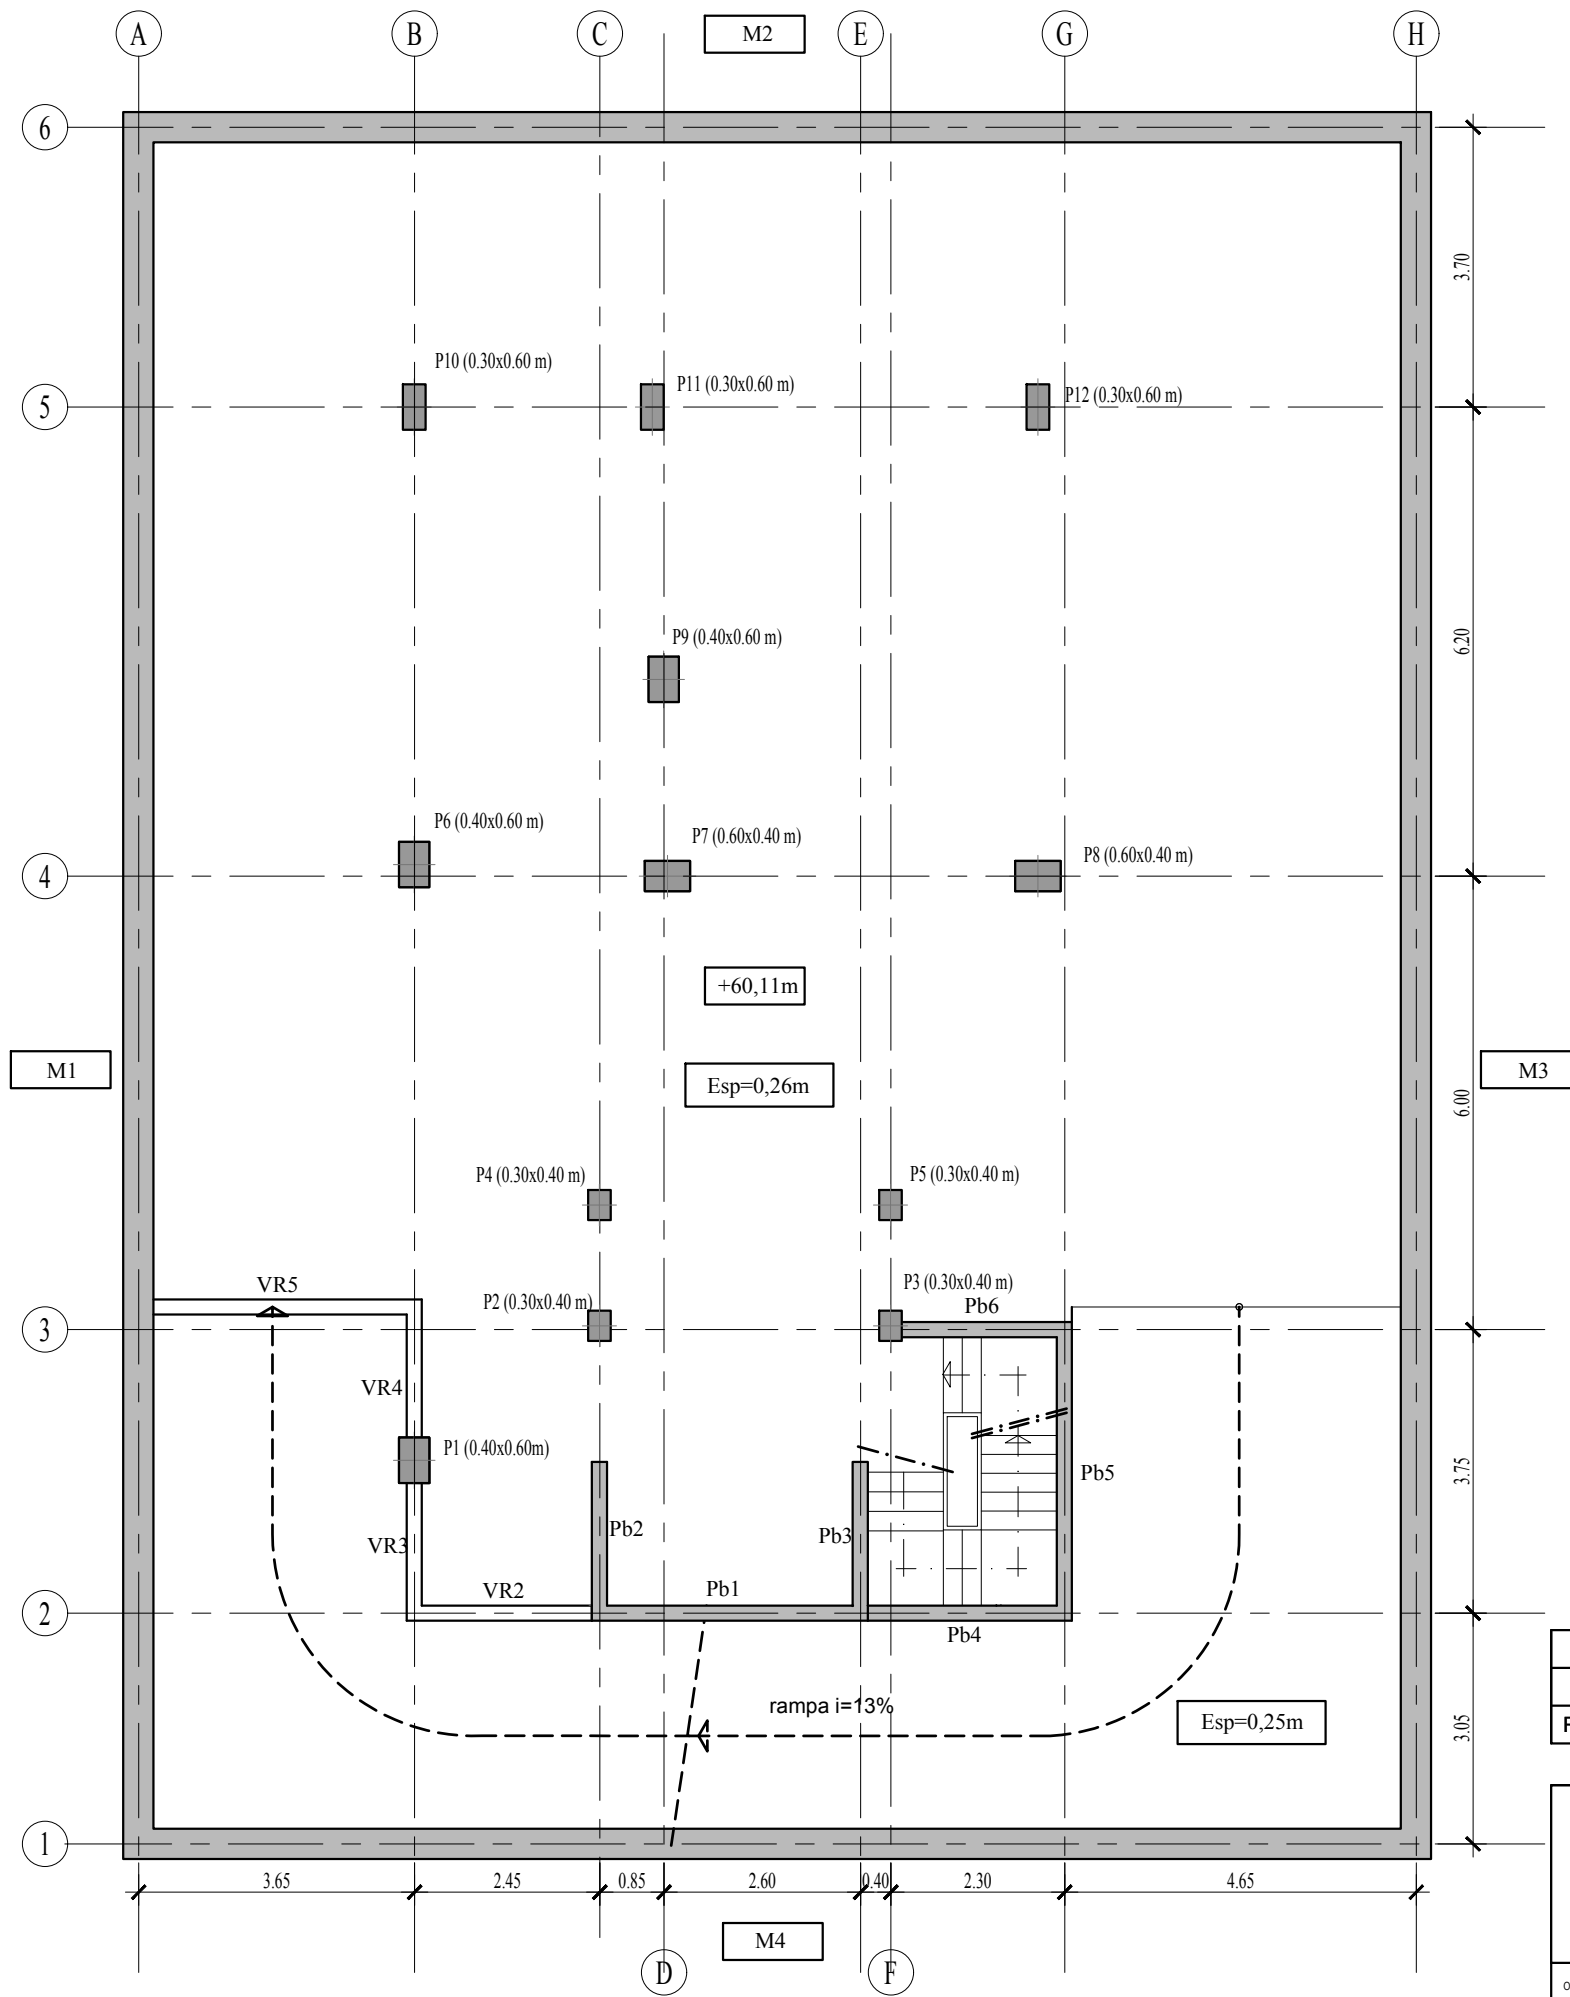 A B C E G H
M2
6
3.70
P10 (0.30x0.60 m)
P11 (0.30x0.60 m)
P12 (0.30x0.60 m)
5
6.20
P9 (0.40x0.60 m)
P6 (0.40x0.60 m)
P7 (0.60x0.40 m)
P8 (0.60x0.40 m)
4
+60,11m
M1
Esp=0,26m
M3
6.00
P4 (0.30x0.40 m)
P5 (0.30x0.40 m)
VR5
P2 (0.30x0.40 m)
P3 (0.30x0.40 m)
Pb6
3
VR4
P1 (0.40x0.60m)
Pb5
3.75
Pb2
Pb3
VR3
VR2
Pb1
2
Pb4
rampa i=13%
Esp=0,25m
3.05
1
3.65 2.45 0.85 2.60 0.40 2.30 4.65
M4
D F